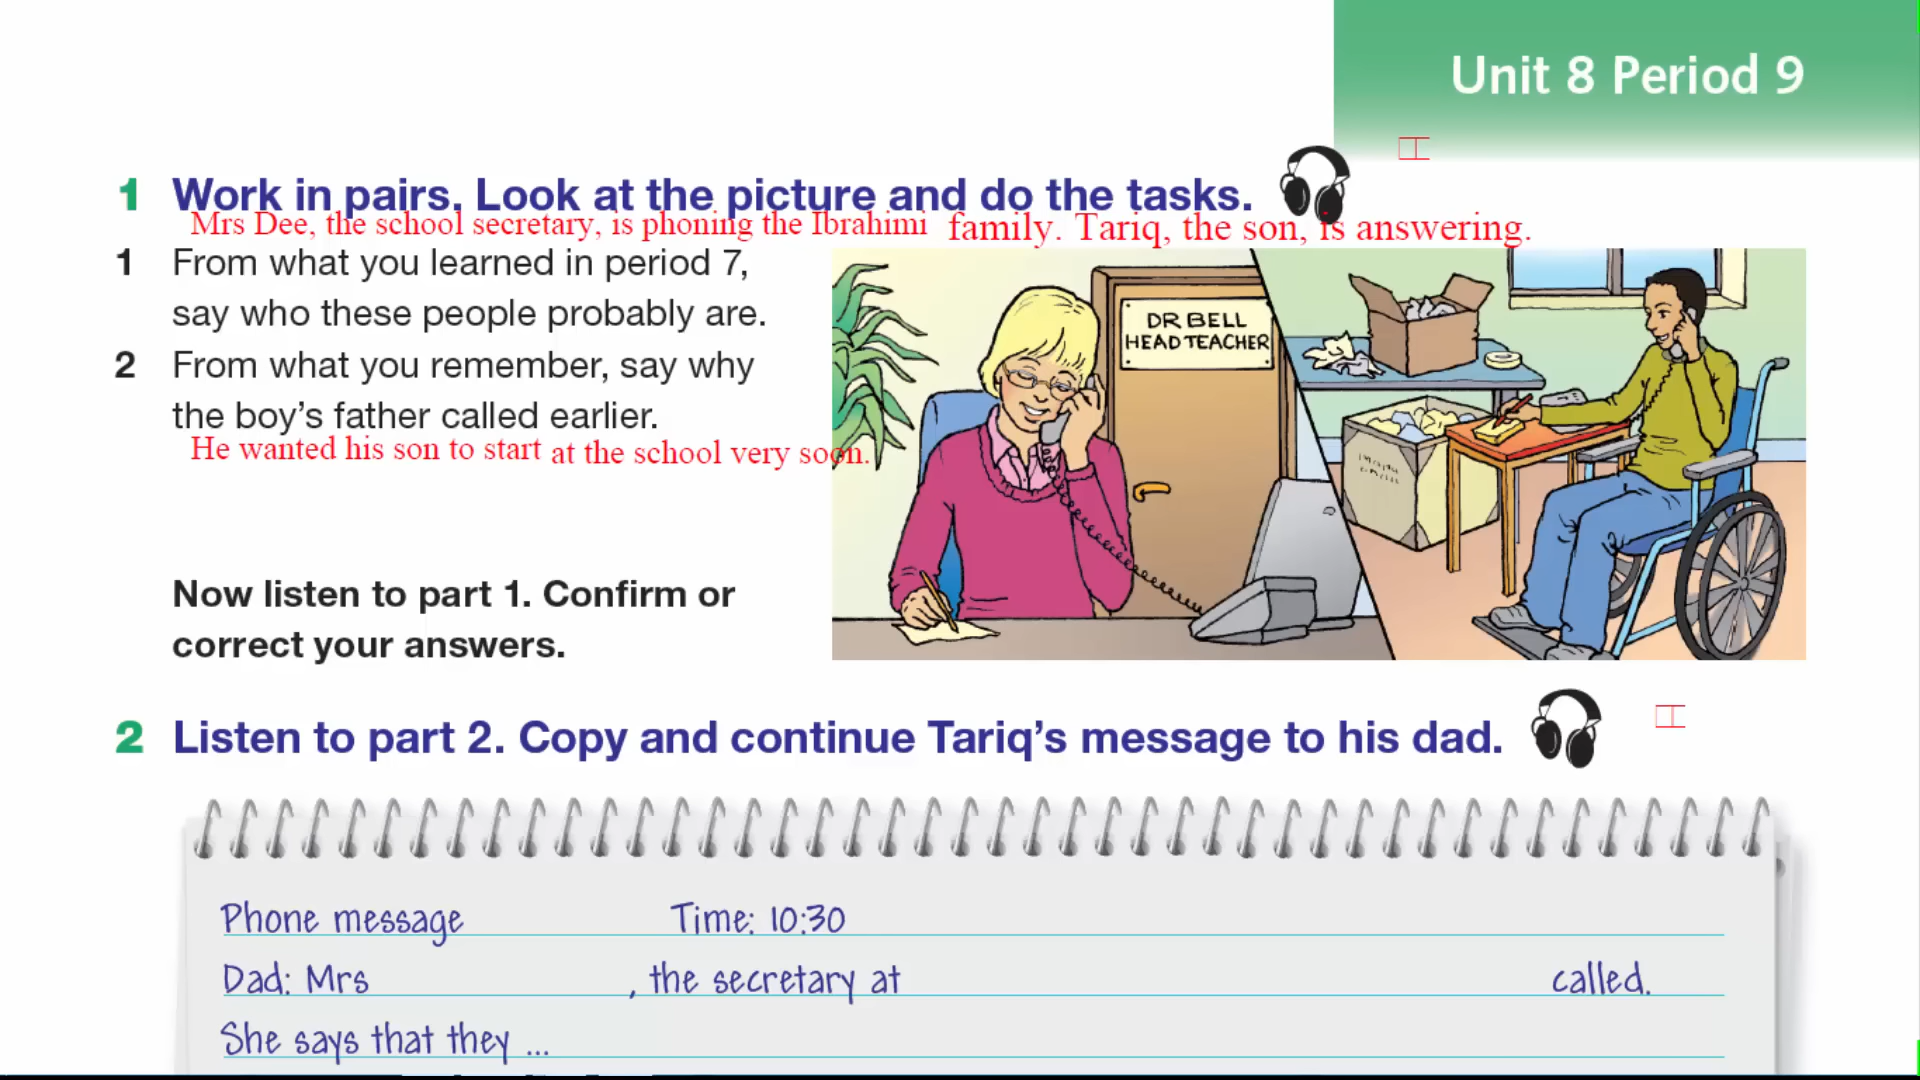 Unit 8 Period 9
1 Work in pairs. Look at the picture and do the tasks.
Mrs Dee, the school secretary, is phoning the Ibrahimi family. Tariq, the son, is answering.
1 From what you learned in period 7,
say who these people probably are.
2 From what you remember, say why
the boy's father called earlier.
He wanted his son to start at the school very soon.
DR BELL
HEADTEACHER
Now listen to part 1. Confirm or
correct your answers.
2 Listen to part 2. Copy and continue Tariq's message to his dad.
Phone message Time: 10:30
Dad: Mrs , the secretary at called.
She says that they ...